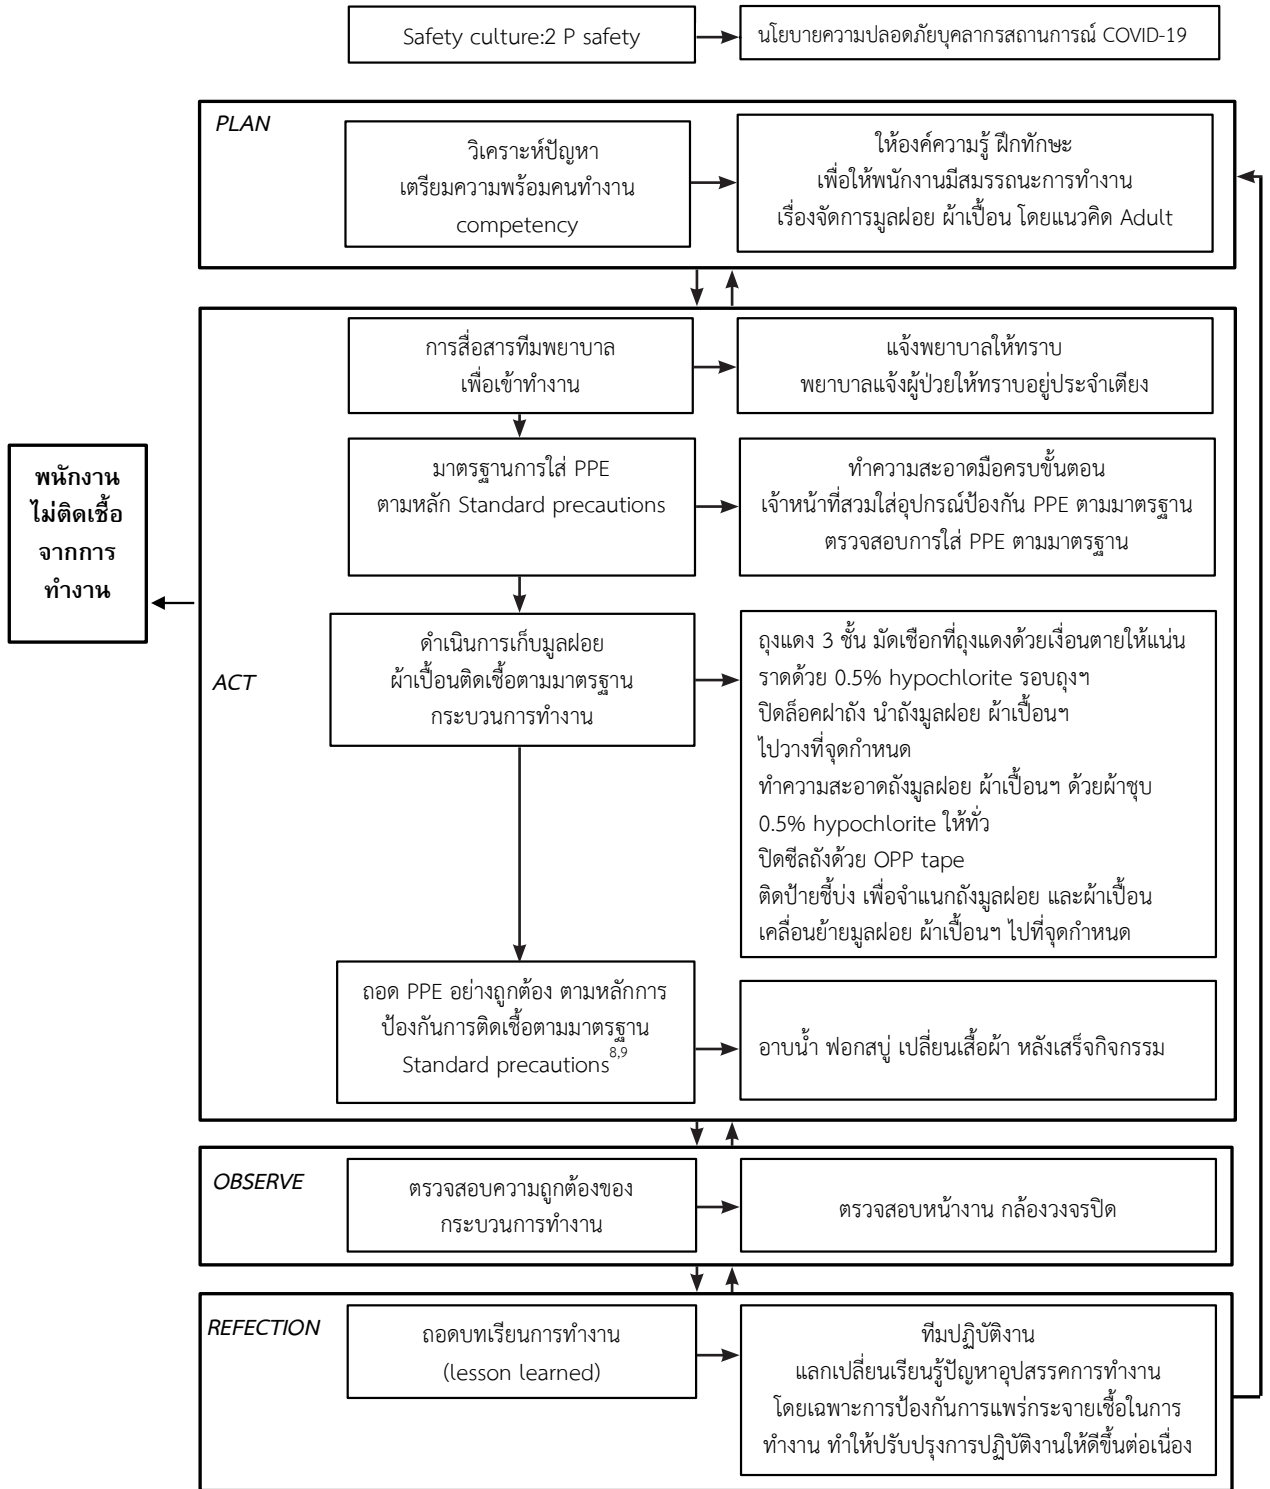 Safety culture:2 P safety
นโยบายความปลอดภัยบุคลากรสถานการณ์ COVID-19
PLAN
วิเคราะห์ปัญหา
เตรียมความพร้อมคนทำงาน
competency
ให้องค์ความรู้ ฝึกทักษะ
เพื่อให้พนักงานมีสมรรถนะการทำงาน
เรื่องจัดการมูลฝอย ผ้าเปื้อน โดยแนวคิด Adult
พนักงาน
ไม่ติดเชื้อ
จากการ
ทำงาน
ACT
การสื่อสารทีมพยาบาล
เพื่อเข้าทำงาน
แจ้งพยาบาลให้ทราบ
พยาบาลแจ้งผู้ป่วยให้ทราบอยู่ประจำเตียง
มาตรฐานการใส่ PPE
ตามหลัก Standard precautions
ทำความสะอาดมือครบขั้นตอน
เจ้าหน้าที่สวมใส่อุปกรณ์ป้องกัน PPE ตามมาตรฐาน
ตรวจสอบการใส่ PPE ตามมาตรฐาน
ดำเนินการเก็บมูลฝอย
ผ้าเปื้อนติดเชื้อตามมาตรฐาน
กระบวนการทำงาน
ถุงแดง 3 ชั้น มัดเชือกที่ถุงแดงด้วยเงื่อนตายให้แน่น
ราดด้วย 0.5% hypochlorite รอบถุงฯ
ปิดล็อคฝาถัง นำถังมูลฝอย ผ้าเปื้อนฯ
ไปวางที่จุดกำหนด
ทำความสะอาดถังมูลฝอย ผ้าเปื้อนฯ ด้วยผ้าชุบ
0.5% hypochlorite ให้ทั่ว
ปิดซีลถังด้วย OPP tape
ติดป้ายชี้บ่ง เพื่อจำแนกถังมูลฝอย และผ้าเปื้อน
เคลื่อนย้ายมูลฝอย ผ้าเปื้อนฯ ไปที่จุดกำหนด
ถอด PPE อย่างถูกต้อง ตามหลักการ
ป้องกันการติดเชื้อตามมาตรฐาน
Standard precautions8,9
อาบน้ำ ฟอกสบู่ เปลี่ยนเสื้อผ้า หลังเสร็จกิจกรรม
OBSERVE
ตรวจสอบความถูกต้องของ
กระบวนการทำงาน
ตรวจสอบหน้างาน กล้องวงจรปิด
REFECTION
ถอดบทเรียนการทำงาน
(lesson learned)
ทีมปฏิบัติงาน
แลกเปลี่ยนเรียนรู้ปัญหาอุปสรรคการทำงาน
โดยเฉพาะการป้องกันการแพร่กระจายเชื้อในการ
ทำงาน ทำให้ปรับปรุงการปฏิบัติงานให้ดีขึ้นต่อเนื่อง